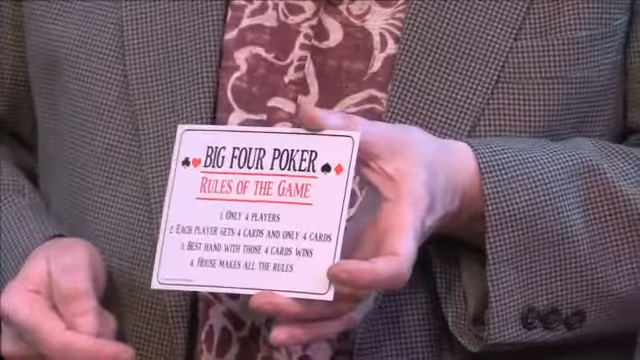 BIG FOUR POKER
RULES OF THE GAME
1 ONLY 4 PLAYERS
2. EACH PLAYER GETS 4 CARDS AND ONLY 4 CARDS
3. BEST HAND WITH THOSE 4 CARDS WINS
4. HOUSE MAKES ALL THE RULES